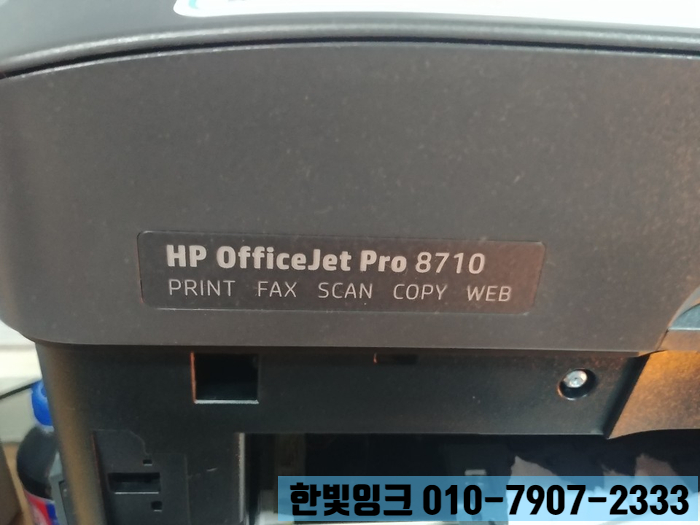 HP OfficeJet Pro 8710
PRINT FAX SCAN COPY WEB
한빛잉크 010-7907-2333